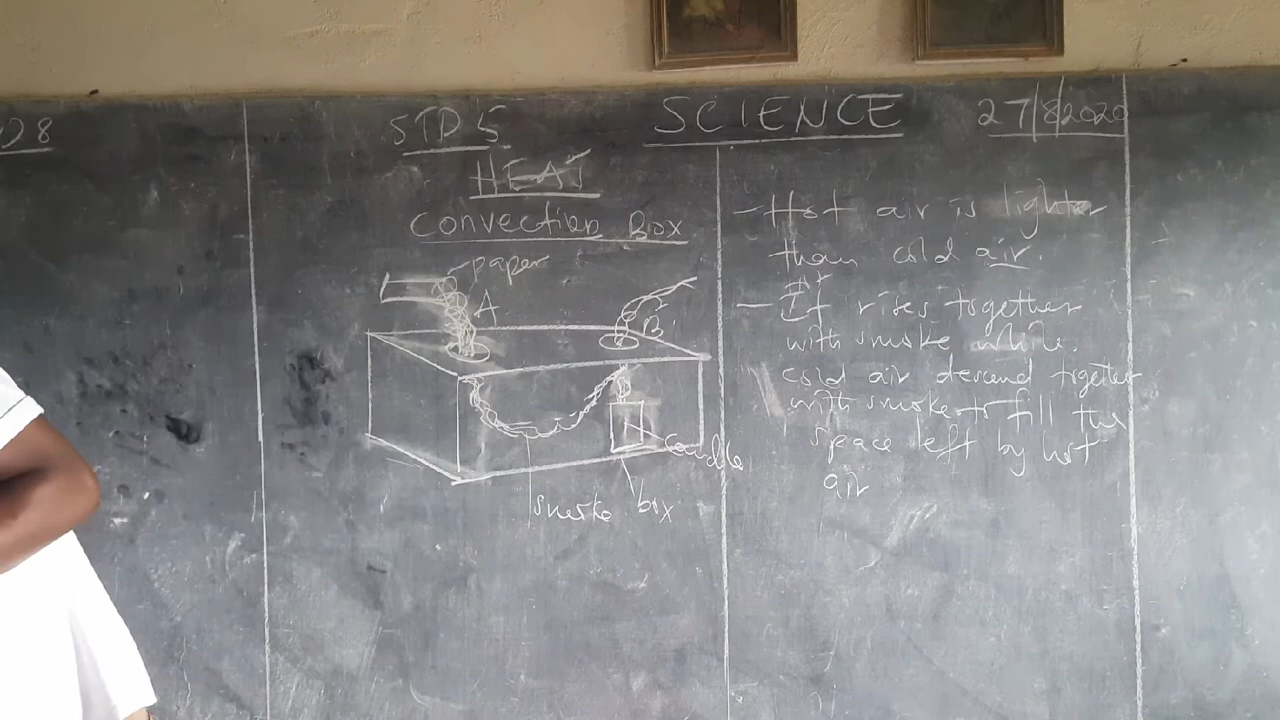 28
STD 5
SCIENCE
27/8/2020
HEAT
Convection Box
paper
A
B
candle
smoke
box
- Hot air is lighter
than cold air.
- It rises together
with smoke while.
cold air descend together
with smoke to fill the
space left by hot
air